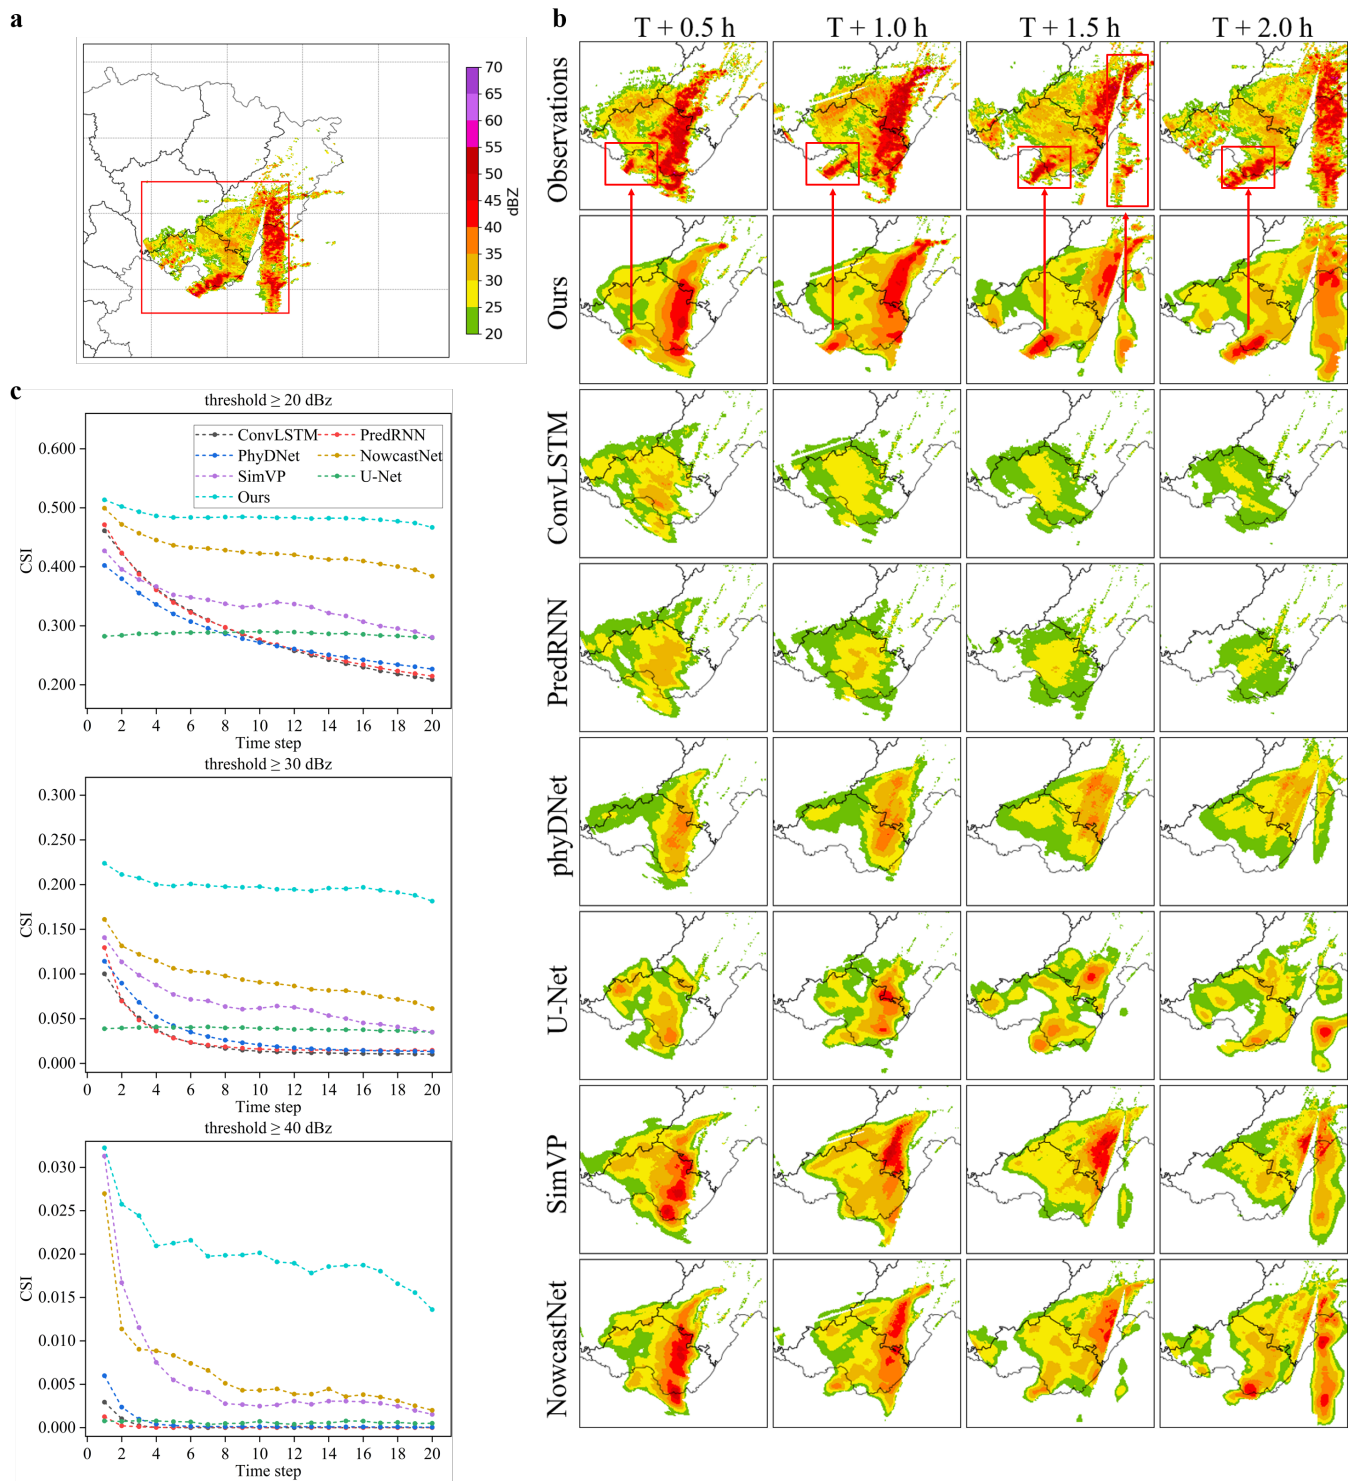 a
70
65
60
55
50
45
40
35
30
25
20
dBZ
b
T + 0.5 h
T + 1.0 h
T + 1.5 h
T + 2.0 h
Observations
Ours
ConvLSTM
PredRNN
phyDNet
U-Net
SimVP
NowcastNet
c
threshold ≥ 20 dBz
ConvLSTM
PredRNN
PhyDNet
NowcastNet
SimVP
U-Net
Ours
CSI
0.600
0.500
0.400
0.300
0.200
0 2 4 6 8 10 12 14 16 18 20
Time step
threshold ≥ 30 dBz
CSI
0.300
0.250
0.200
0.150
0.100
0.050
0.000
0 2 4 6 8 10 12 14 16 18 20
Time step
threshold ≥ 40 dBz
CSI
0.030
0.025
0.020
0.015
0.010
0.005
0.000
0 2 4 6 8 10 12 14 16 18 20
Time step